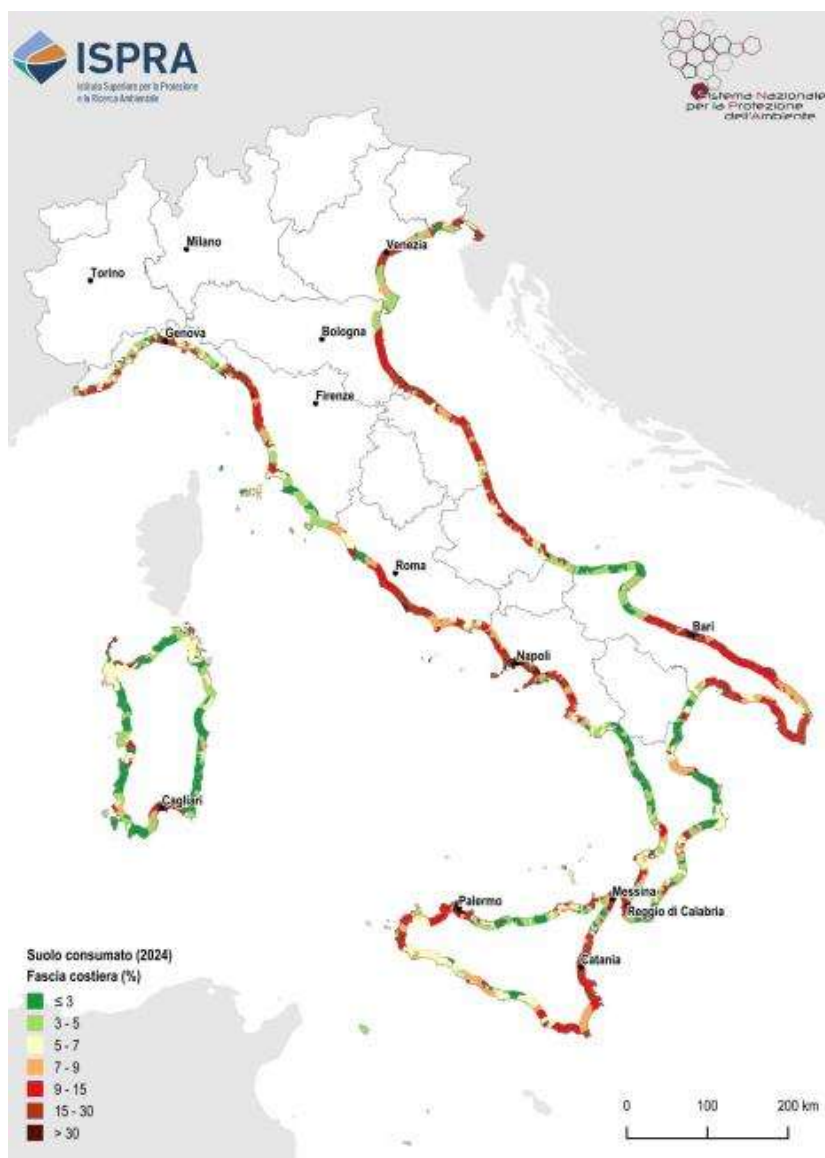 ISPRA
Istituto Superiore per la Protezione
e la Ricerca Ambientale
Sistema Nazionale
per la Protezione
dell'Ambiente
Milano
Venezia
Torino
Genova
Bologna
Firenze
Roma
Bari
Napoli
Cagliari
Messina
Palermo
Reggio di Calabria
Catania
Suolo consumato (2024)
Fascia costiera (%)
≤ 3
3 - 5
5 - 7
7 - 9
9 - 15
15 - 30
> 30
0 100 200 km